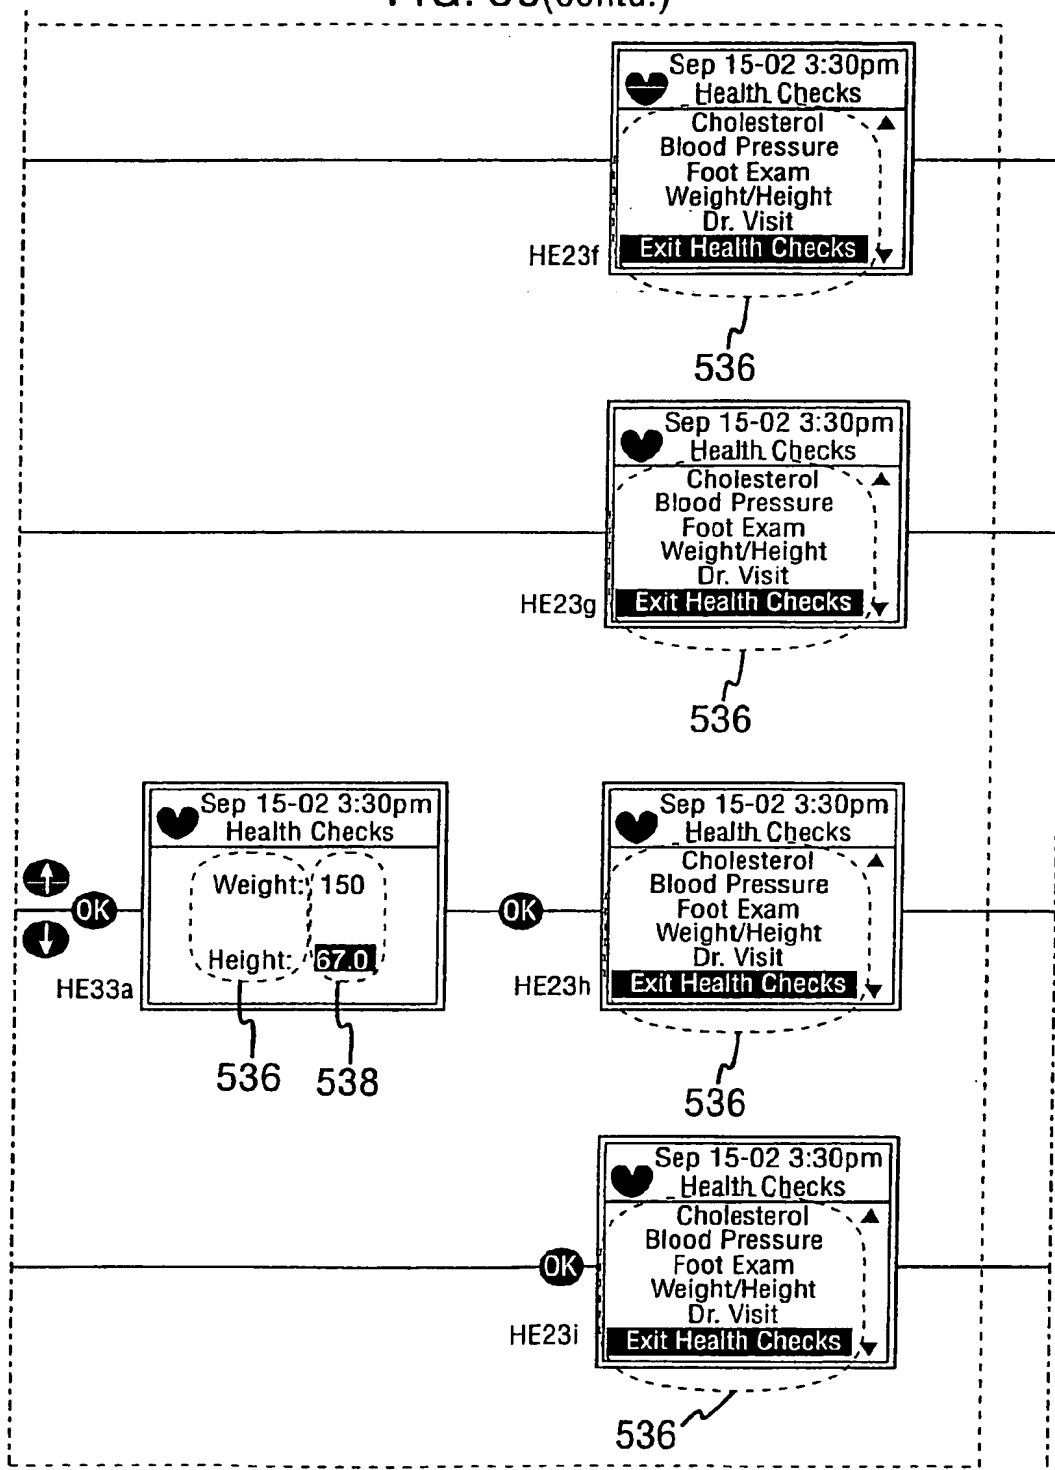 (contd.)
Sep 15-02 3:30pm
Health Checks
Cholesterol
Blood Pressure
Foot Exam
Weight/Height
Dr. Visit
Exit Health Checks
HE23f
536
Sep 15-02 3:30pm
Health Checks
Cholesterol
Blood Pressure
Foot Exam
Weight/Height
Dr. Visit
Exit Health Checks
HE23g
536
OK
Sep 15-02 3:30pm
Health Checks
Weight: 150
Height: 67.0
HE33a
536 538
OK
Sep 15-02 3:30pm
Health Checks
Cholesterol
Blood Pressure
Foot Exam
Weight/Height
Dr. Visit
Exit Health Checks
HE23h
536
OK
Sep 15-02 3:30pm
Health Checks
Cholesterol
Blood Pressure
Foot Exam
Weight/Height
Dr. Visit
Exit Health Checks
HE23i
536